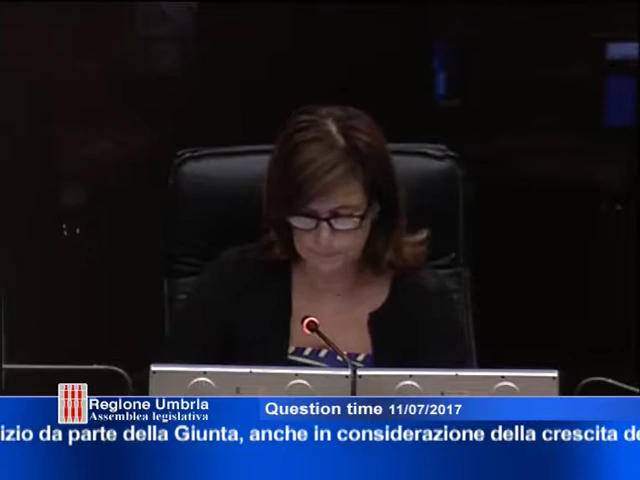 Regione Umbria
Assemblea legislativa
Question time 11/07/2017
izio da parte della Giunta, anche in considerazione della crescita de